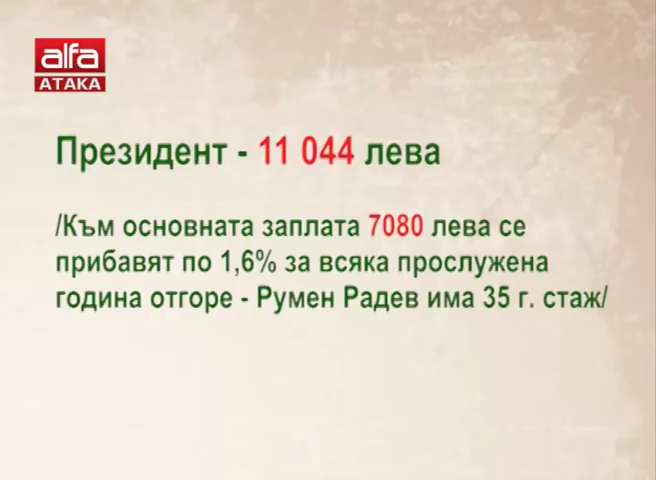 alfa
АТАКА
Президент - 11 044 лева
/Към основната заплата 7080 лева се
прибавят по 1,6% за всяка прослужена
година отгоре - Румен Радев има 35 г. стаж/